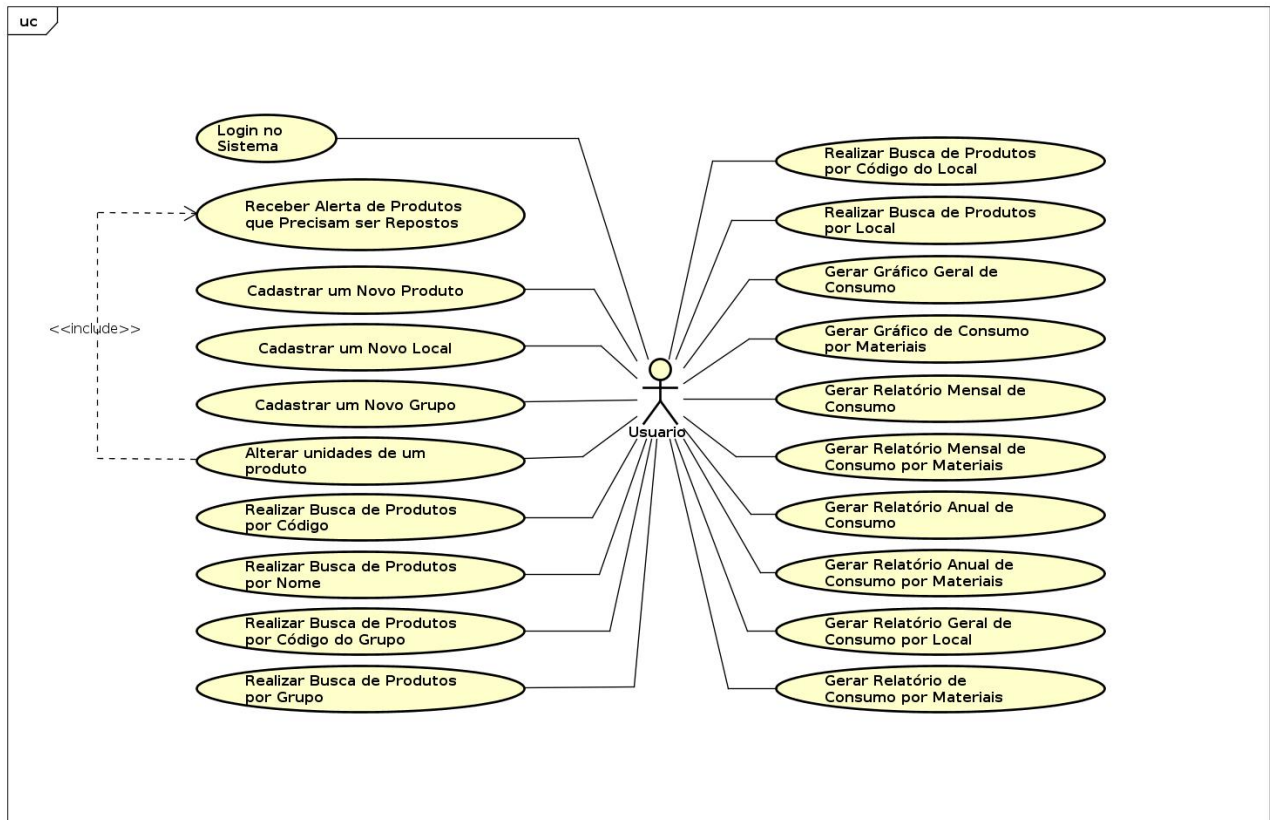 uc
Login no
Sistema
Receber Alerta de Produtos
que Precisam ser Repostos
Cadastrar um Novo Produto
<<include>>
Cadastrar um Novo Local
Cadastrar um Novo Grupo
Alterar unidades de um
produto
Realizar Busca de Produtos
por Código
Realizar Busca de Produtos
por Nome
Realizar Busca de Produtos
por Código do Grupo
Realizar Busca de Produtos
por Grupo
Usuario
Realizar Busca de Produtos
por Código do Local
Realizar Busca de Produtos
por Local
Gerar Gráfico Geral de
Consumo
Gerar Gráfico de Consumo
por Materiais
Gerar Relatório Mensal de
Consumo
Gerar Relatório Mensal de
Consumo por Materiais
Gerar Relatório Anual de
Consumo
Gerar Relatório Anual de
Consumo por Materiais
Gerar Relatório Geral de
Consumo por Local
Gerar Relatório de
Consumo por Materiais